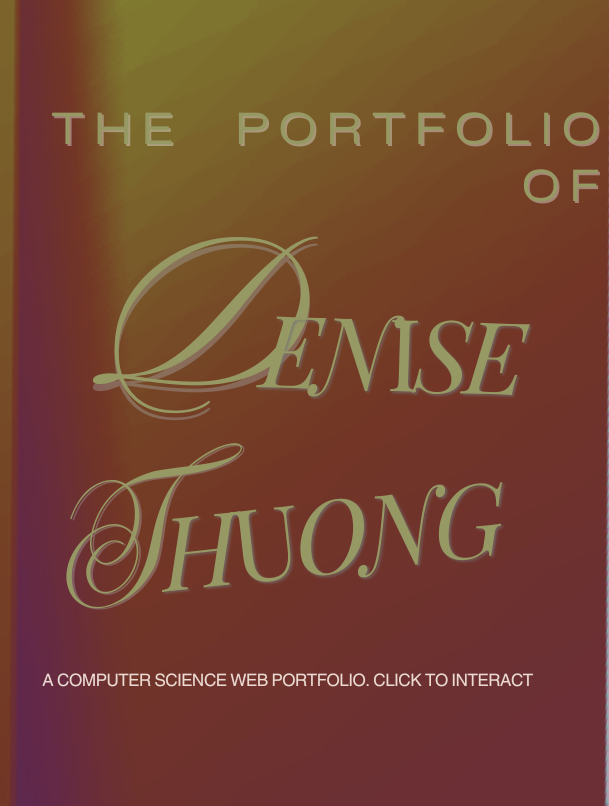 THE PORTFOLIO
OF
DENISE
THUONG
A COMPUTER SCIENCE WEB PORTFOLIO. CLICK TO INTERACT